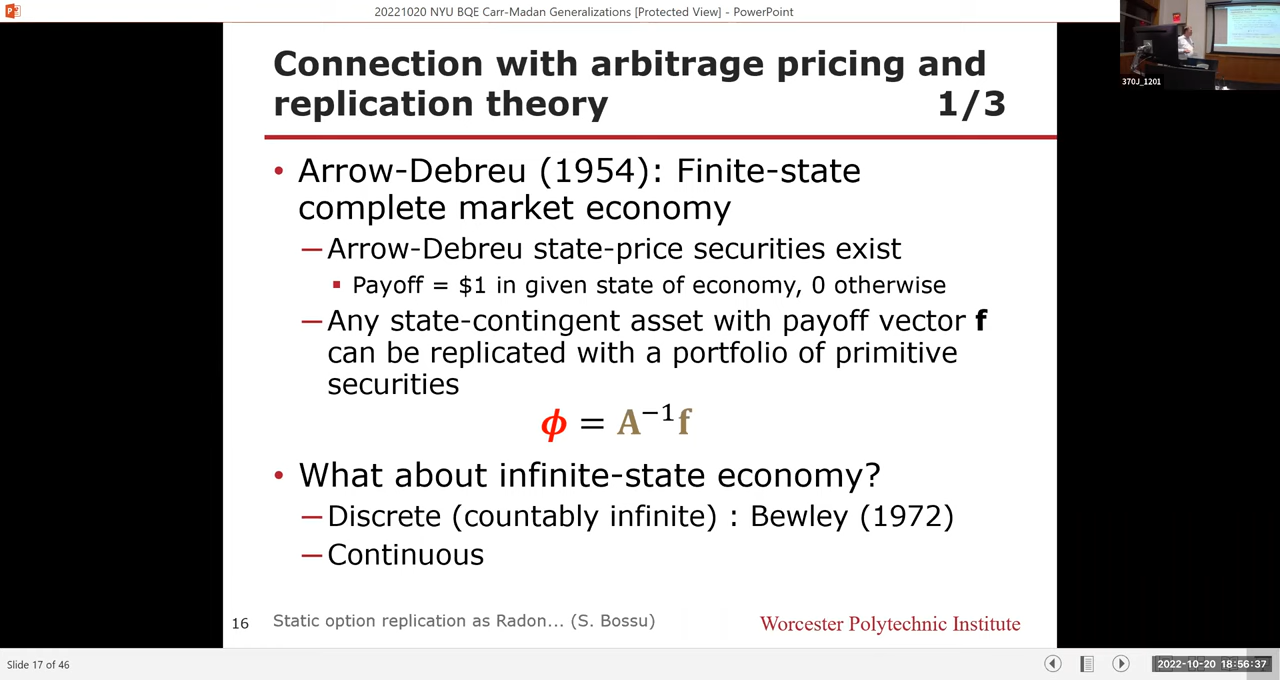 20221020 NYU BQE Carr-Madan Generalizations [Protected View] - PowerPoint
370J_1201
Connection with arbitrage pricing and
replication theory 1/3
• Arrow-Debreu (1954): Finite-state
complete market economy
—Arrow-Debreu state-price securities exist
▪ Payoff = $1 in given state of economy, 0 otherwise
—Any state-contingent asset with payoff vector f
can be replicated with a portfolio of primitive
securities
ϕ = A⁻¹f
• What about infinite-state economy?
—Discrete (countably infinite) : Bewley (1972)
—Continuous
16 Static option replication as Radon... (S. Bossu) Worcester Polytechnic Institute
Slide 17 of 46
2022-10-20 18:56:37